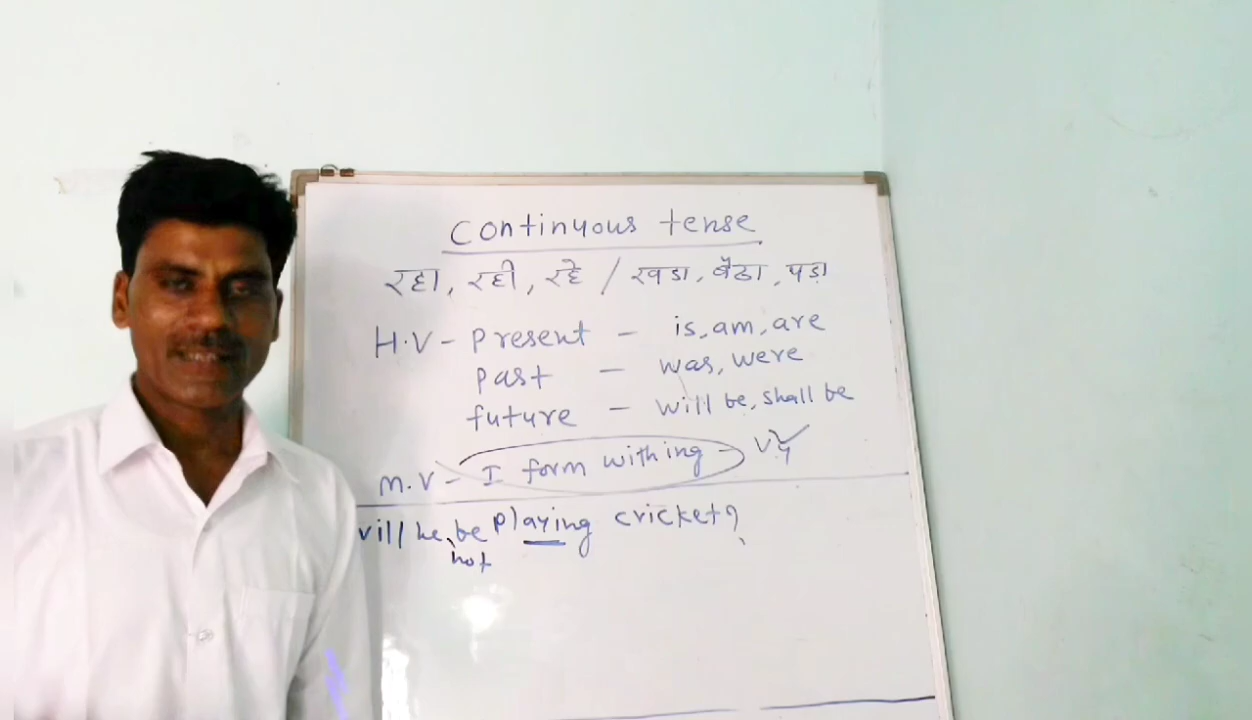 Continuous tense
रहा, रही, रहे / खडा, बैठा, पड़ा
H.V - Present - is, am, are
Past - was, were
future - will be, shall be
M.V - I form with ing - V4
will he be playing cricket?
not